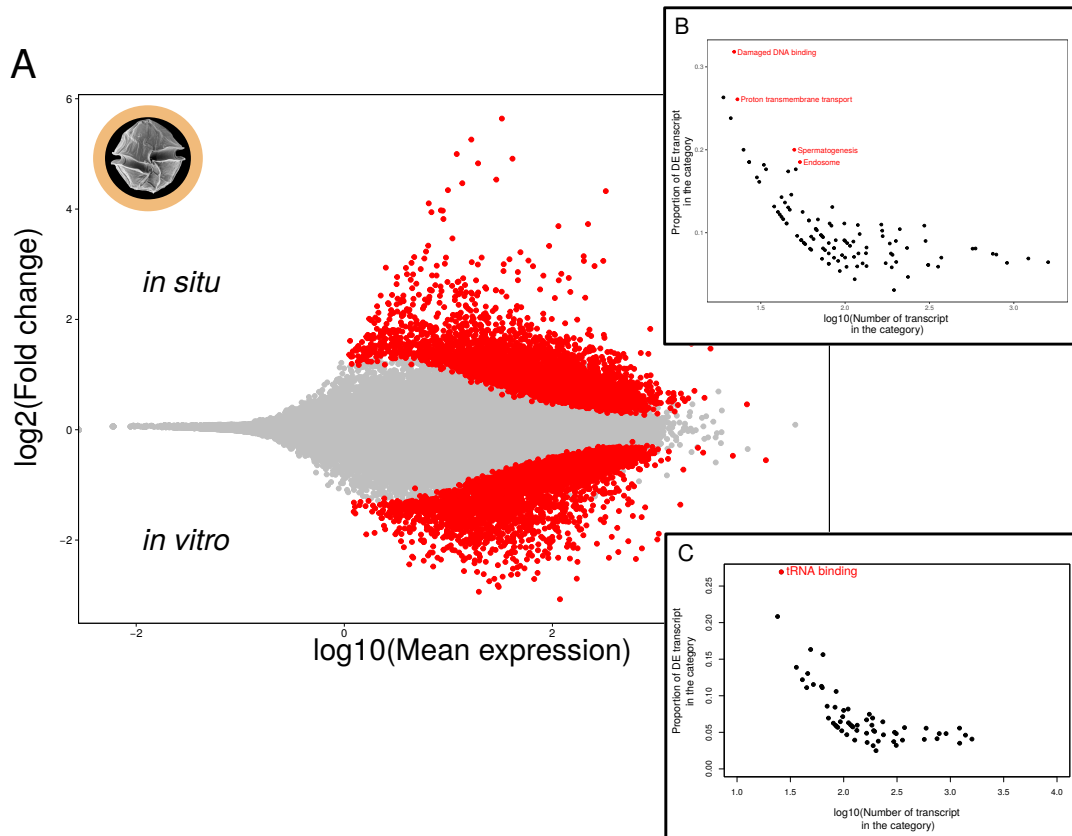 A
6
4
2
0
−2
in situ
in vitro
log2(Fold change)
−2
0
2
log10(Mean expression)
B
0.3
0.2
0.1
Damaged DNA binding
Proton transmembrane transport
Spermatogenesis
Endosome
Proportion of DE transcript
in the category
1.5
2.0
2.5
3.0
log10(Number of transcript
in the category)
C
0.25
0.20
0.15
0.10
0.05
0.00
tRNA binding
Proportion of DE transcript
in the category
1.0
1.5
2.0
2.5
3.0
3.5
4.0
log10(Number of transcript
in the category)